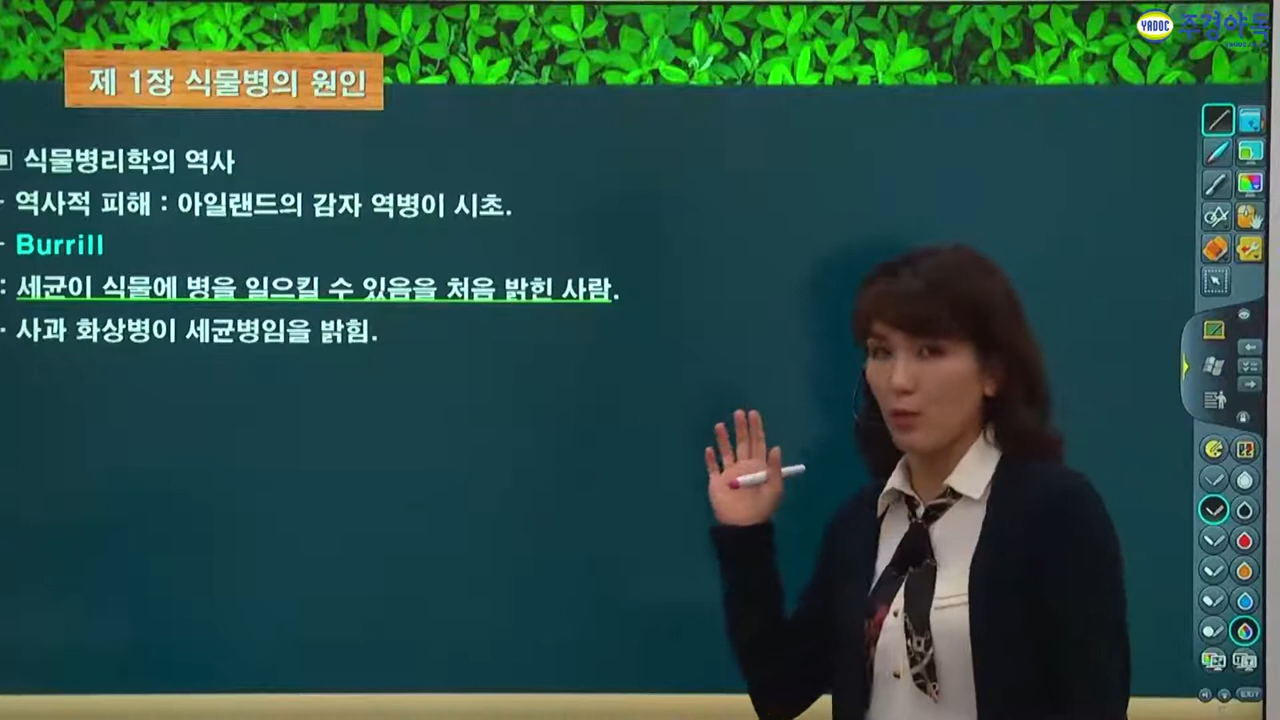 YADOC 주경야독
제 1장 식물병의 원인
▣ 식물병리학의 역사
- 역사적 피해 : 아일랜드의 감자 역병이 시초.
- Burrill
: 세균이 식물에 병을 일으킬 수 있음을 처음 밝힌 사람.
- 사과 화상병이 세균병임을 밝힘.
EXIT